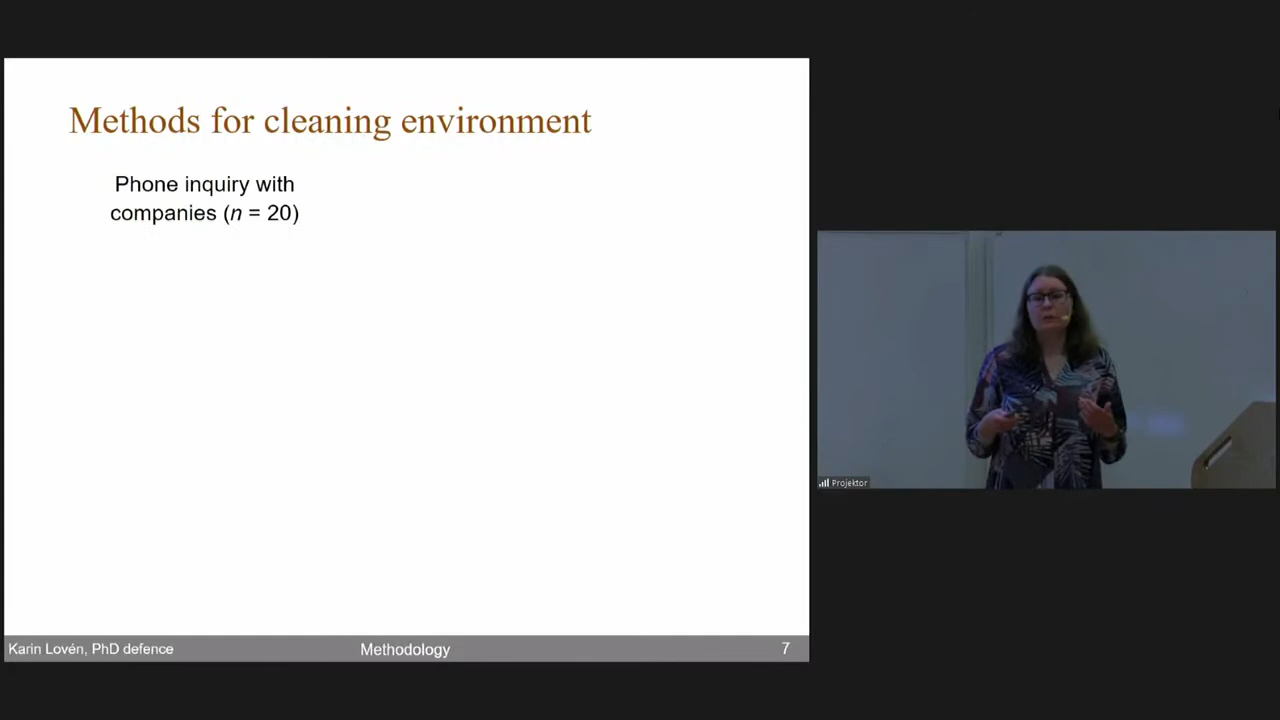 Methods for cleaning environment
Phone inquiry with
companies (n = 20)
Karin Lovén, PhD defence
Methodology
7
Projektor